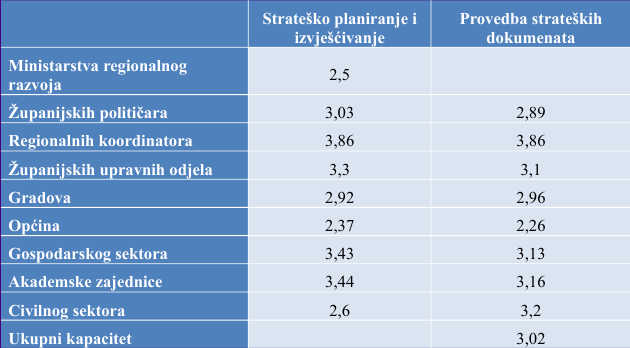 Strateško planiranje i
izvješćivanje
Provedba strateških
dokumenata
Ministarstva regionalnog
razvoja
2,5
Županijskih političara 3,03 2,89
Regionalnih koordinatora 3,86 3,86
Županijskih upravnih odjela 3,3 3,1
Gradova 2,92 2,96
Općina 2,37 2,26
Gospodarskog sektora 3,43 3,13
Akademske zajednice 3,44 3,16
Civilnog sektora 2,6 3,2
Ukupni kapacitet 3,02